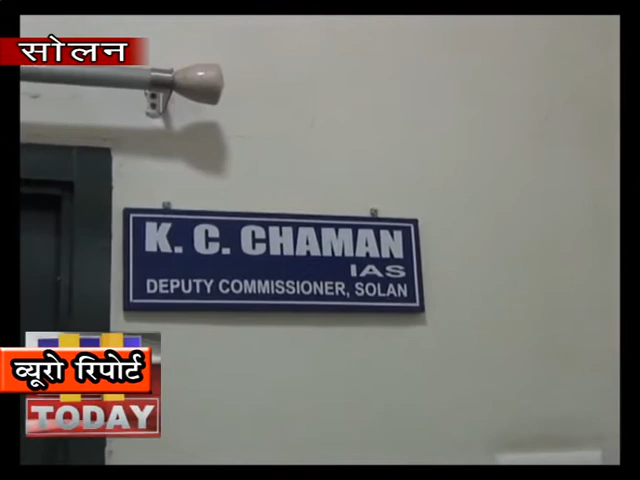 सोलन
K. C. CHAMAN
IAS
DEPUTY COMMISSIONER, SOLAN
ब्यूरो रिपोर्ट
TODAY